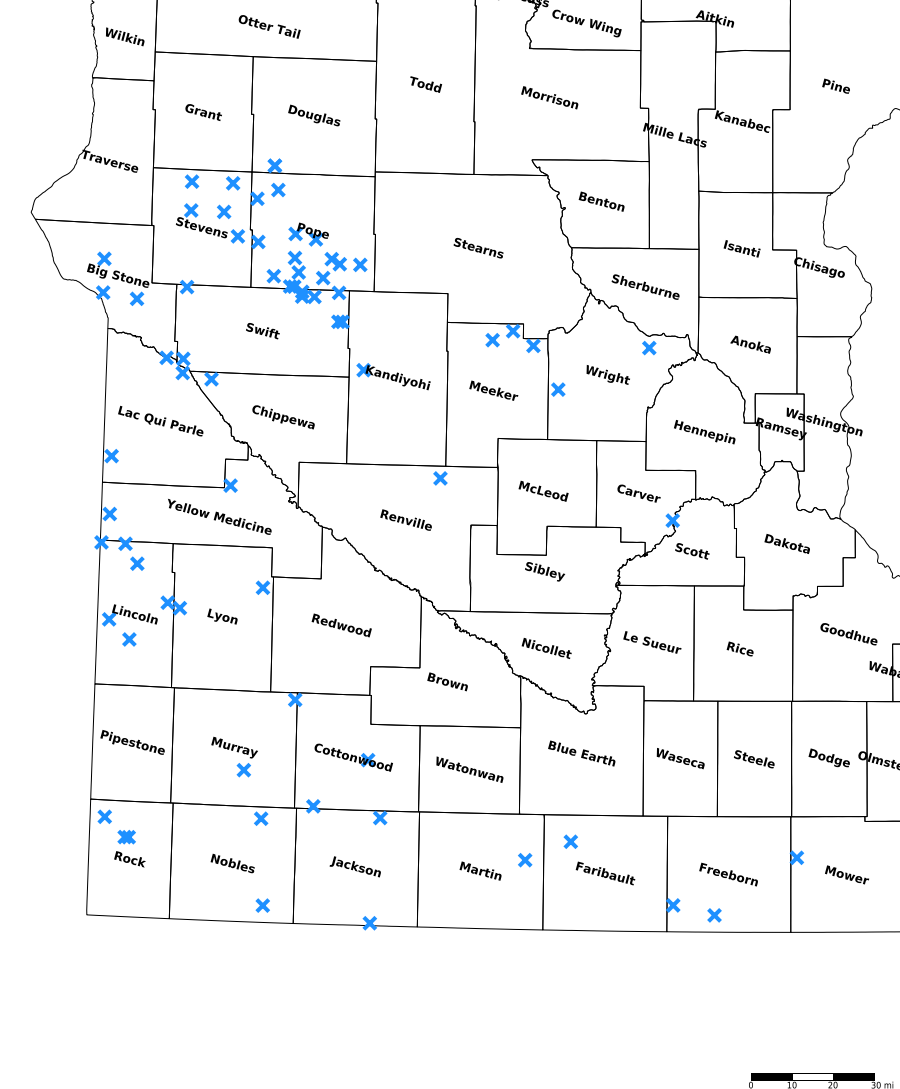 Crow Wing
Aitkin
Wilkin
Otter Tail
Todd
Morrison
Pine
Grant
Douglas
Kanabec
Mille Lacs
Traverse
Benton
Stevens
Pope
Stearns
Isanti
Chisago
Big Stone
Sherburne
Swift
Anoka
Kandiyohi
Meeker
Wright
Lac Qui Parle
Chippewa
Hennepin
Ramsey
Washington
McLeod
Carver
Yellow Medicine
Renville
Scott
Dakota
Sibley
Lincoln
Lyon
Redwood
Nicollet
Le Sueur
Rice
Goodhue
Waba
Brown
Pipestone
Murray
Cottonwood
Watonwan
Blue Earth
Waseca
Steele
Dodge
Olmste
Rock
Nobles
Jackson
Martin
Faribault
Freeborn
Mower
0 10 20 30 mi